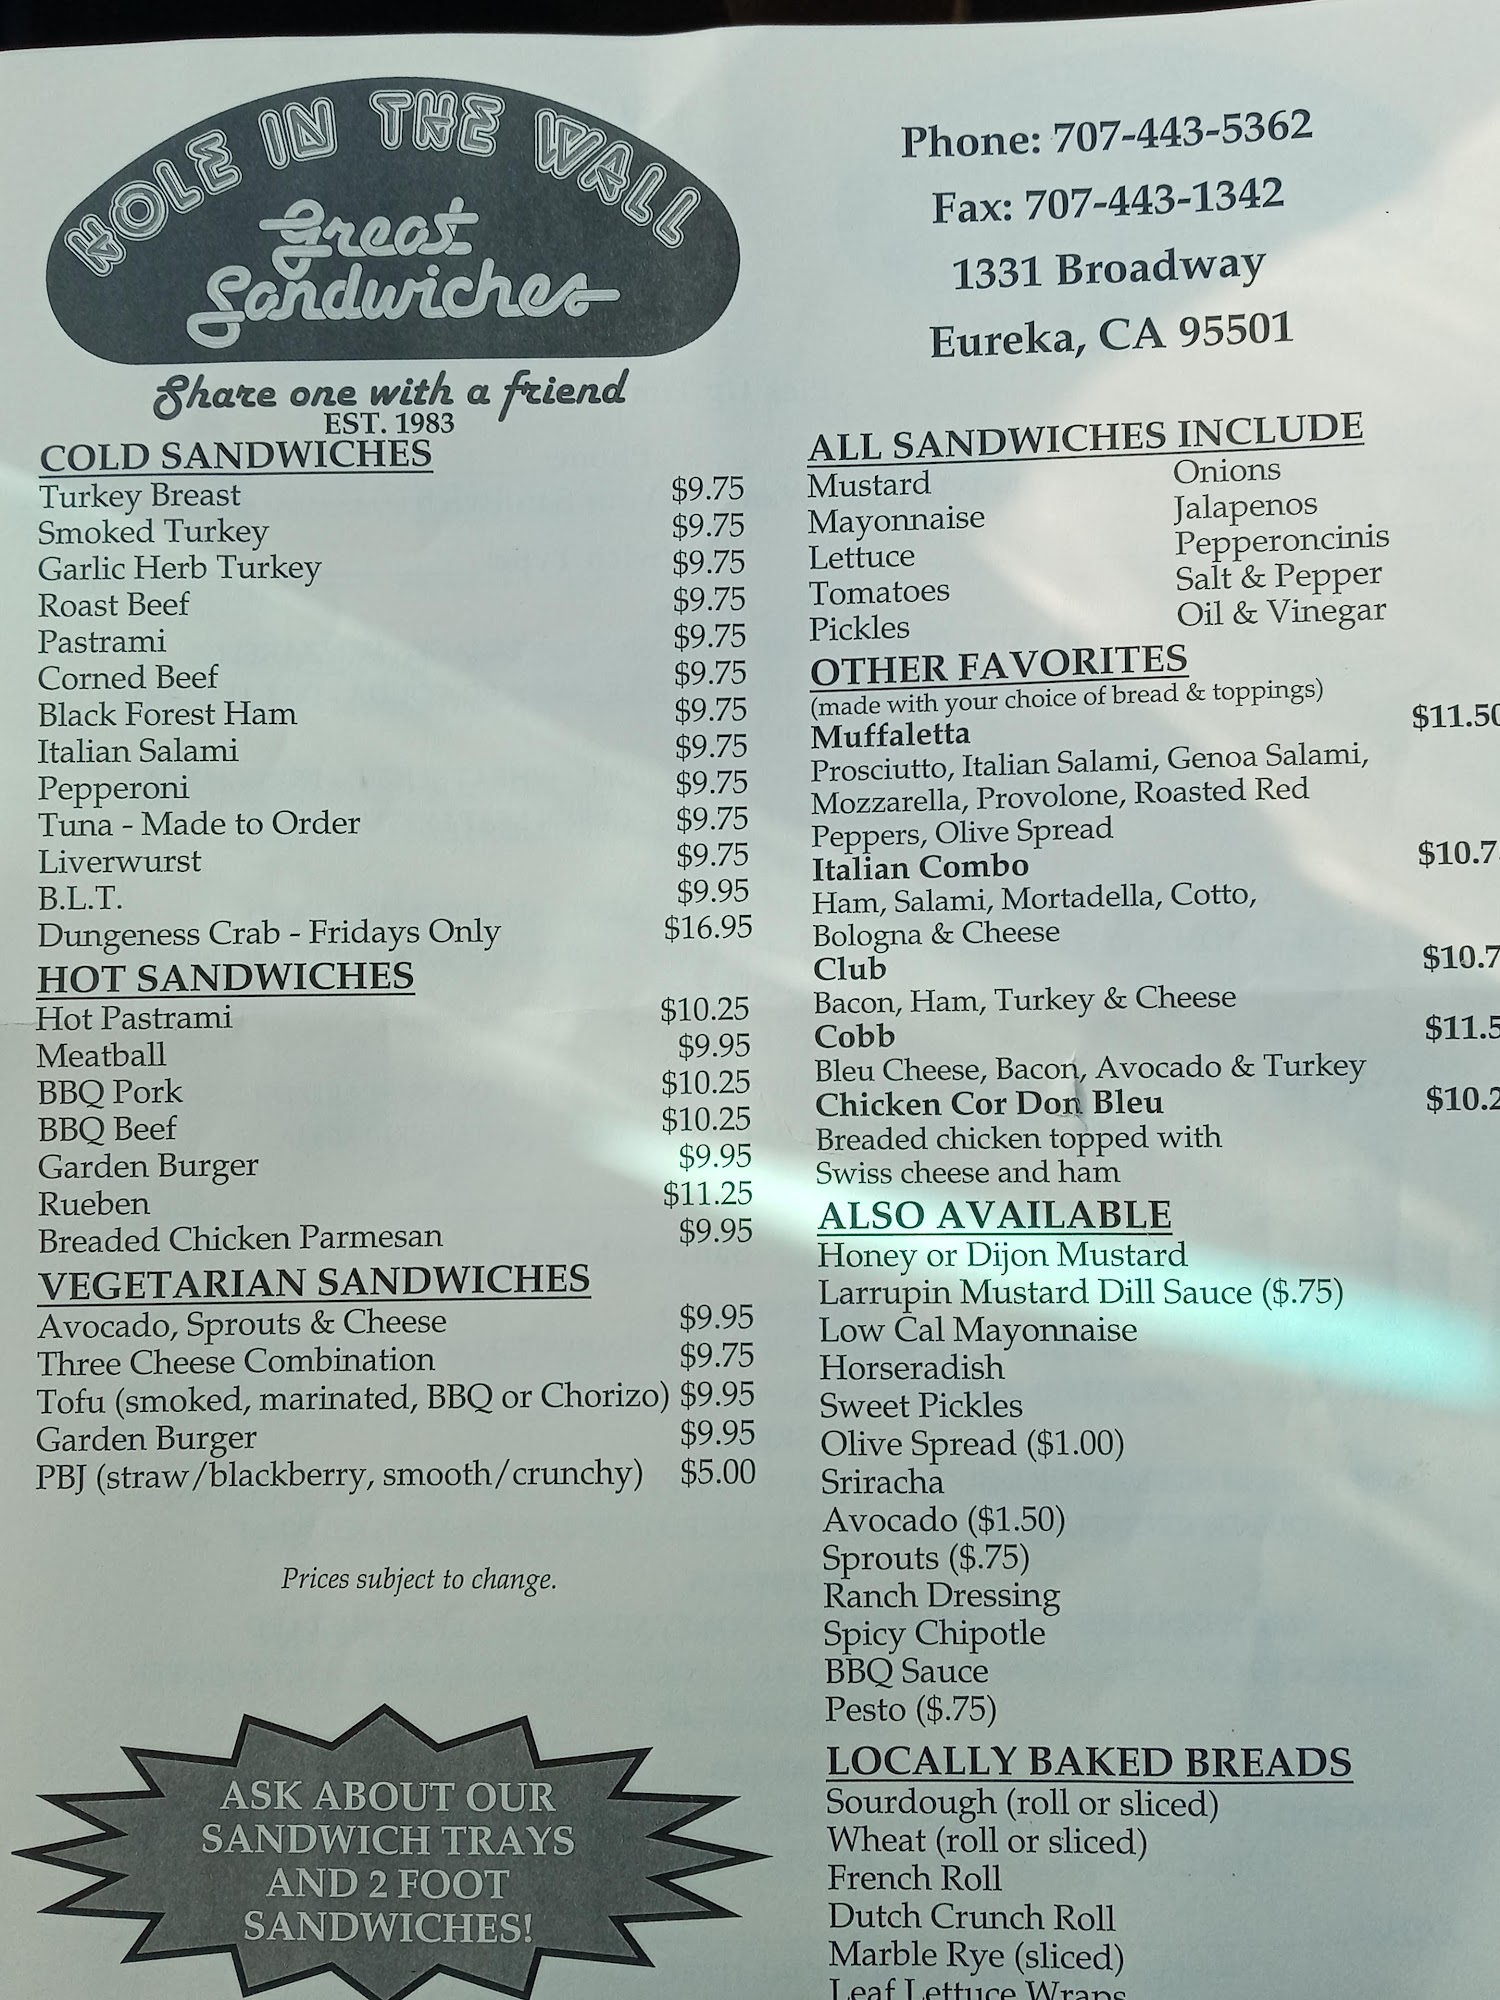 HOLE IN THE WALL
Great
Sandwiches
Share one with a friend
EST. 1983
Phone: 707-443-5362
Fax: 707-443-1342
1331 Broadway
Eureka, CA 95501
COLD SANDWICHES
Turkey Breast $9.75
Smoked Turkey $9.75
Garlic Herb Turkey $9.75
Roast Beef $9.75
Pastrami $9.75
Corned Beef $9.75
Black Forest Ham $9.75
Italian Salami $9.75
Pepperoni $9.75
Tuna - Made to Order $9.75
Liverwurst $9.75
B.L.T. $9.95
Dungeness Crab - Fridays Only $16.95
HOT SANDWICHES
Hot Pastrami $10.25
Meatball $9.95
BBQ Pork $10.25
BBQ Beef $10.25
Garden Burger $9.95
Rueben $11.25
Breaded Chicken Parmesan $9.95
VEGETARIAN SANDWICHES
Avocado, Sprouts & Cheese $9.95
Three Cheese Combination $9.75
Tofu (smoked, marinated, BBQ or Chorizo) $9.95
Garden Burger $9.95
PBJ (straw/blackberry, smooth/crunchy) $5.00
Prices subject to change.
ASK ABOUT OUR
SANDWICH TRAYS
AND 2 FOOT
SANDWICHES!
ALL SANDWICHES INCLUDE
Mustard Onions
Mayonnaise Jalapenos
Lettuce Pepperoncinis
Tomatoes Salt & Pepper
Pickles Oil & Vinegar
OTHER FAVORITES
(made with your choice of bread & toppings)
Muffaletta $11.50
Prosciutto, Italian Salami, Genoa Salami,
Mozzarella, Provolone, Roasted Red
Peppers, Olive Spread
Italian Combo $10.7
Ham, Salami, Mortadella, Cotto,
Bologna & Cheese
Club $10.7
Bacon, Ham, Turkey & Cheese
Cobb $11.5
Bleu Cheese, Bacon, Avocado & Turkey
Chicken Cor Don Bleu $10.2
Breaded chicken topped with
Swiss cheese and ham
ALSO AVAILABLE
Honey or Dijon Mustard
Larrupin Mustard Dill Sauce ($.75)
Low Cal Mayonnaise
Horseradish
Sweet Pickles
Olive Spread ($1.00)
Sriracha
Avocado ($1.50)
Sprouts ($.75)
Ranch Dressing
Spicy Chipotle
BBQ Sauce
Pesto ($.75)
LOCALLY BAKED BREADS
Sourdough (roll or sliced)
Wheat (roll or sliced)
French Roll
Dutch Crunch Roll
Marble Rye (sliced)
Leaf Lettuce Wraps